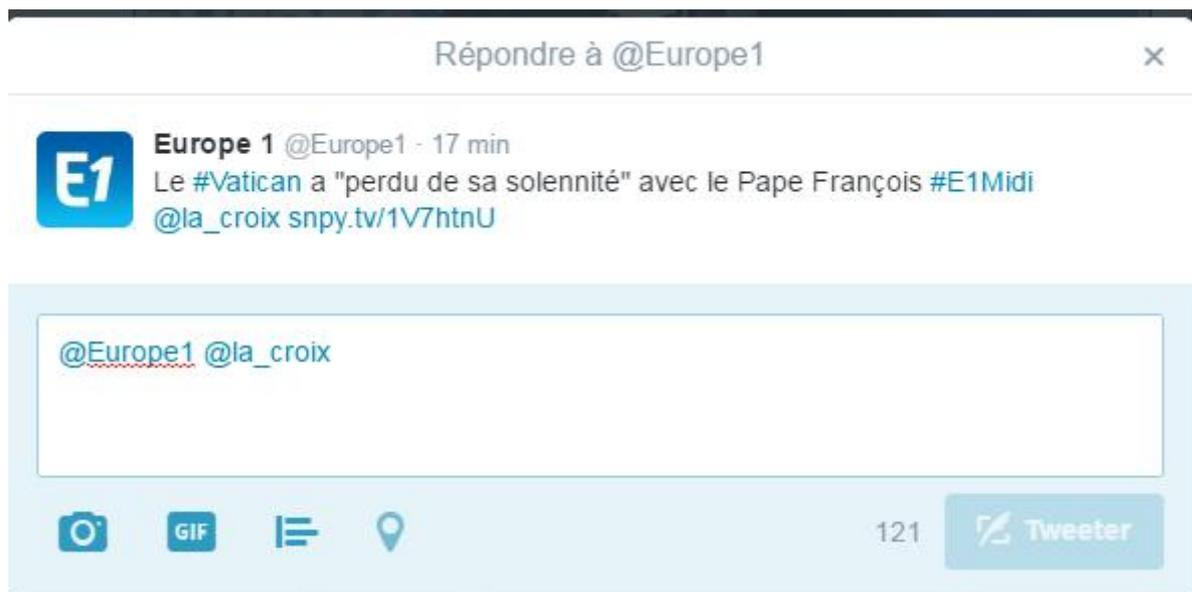 Répondre à @Europe1 ×
E1
Europe 1 @Europe1 · 17 min
Le #Vatican a "perdu de sa solennité" avec le Pape François #E1Midi
@la_croix snpy.tv/1V7htnU
@Europe1 @la_croix
GIF 121 Tweeter